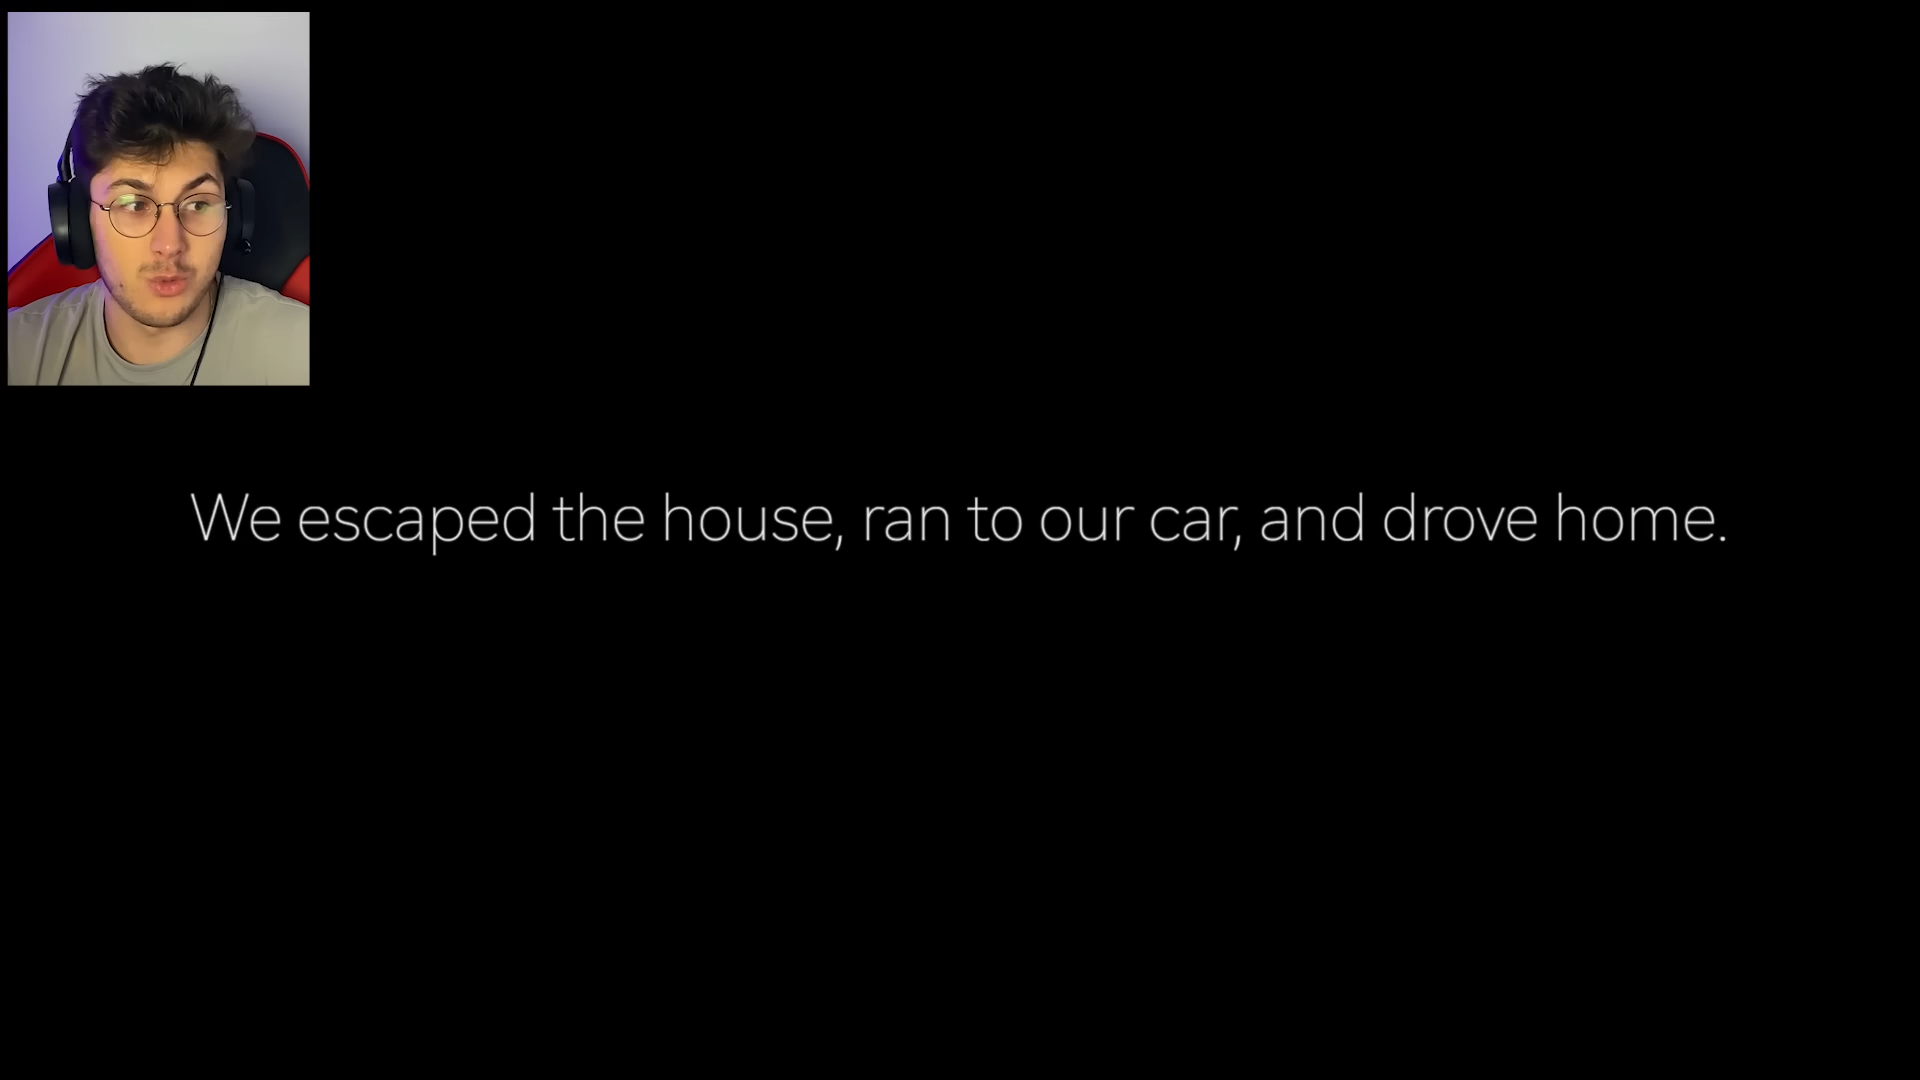 We escaped the house, ran to our car, and drove home.